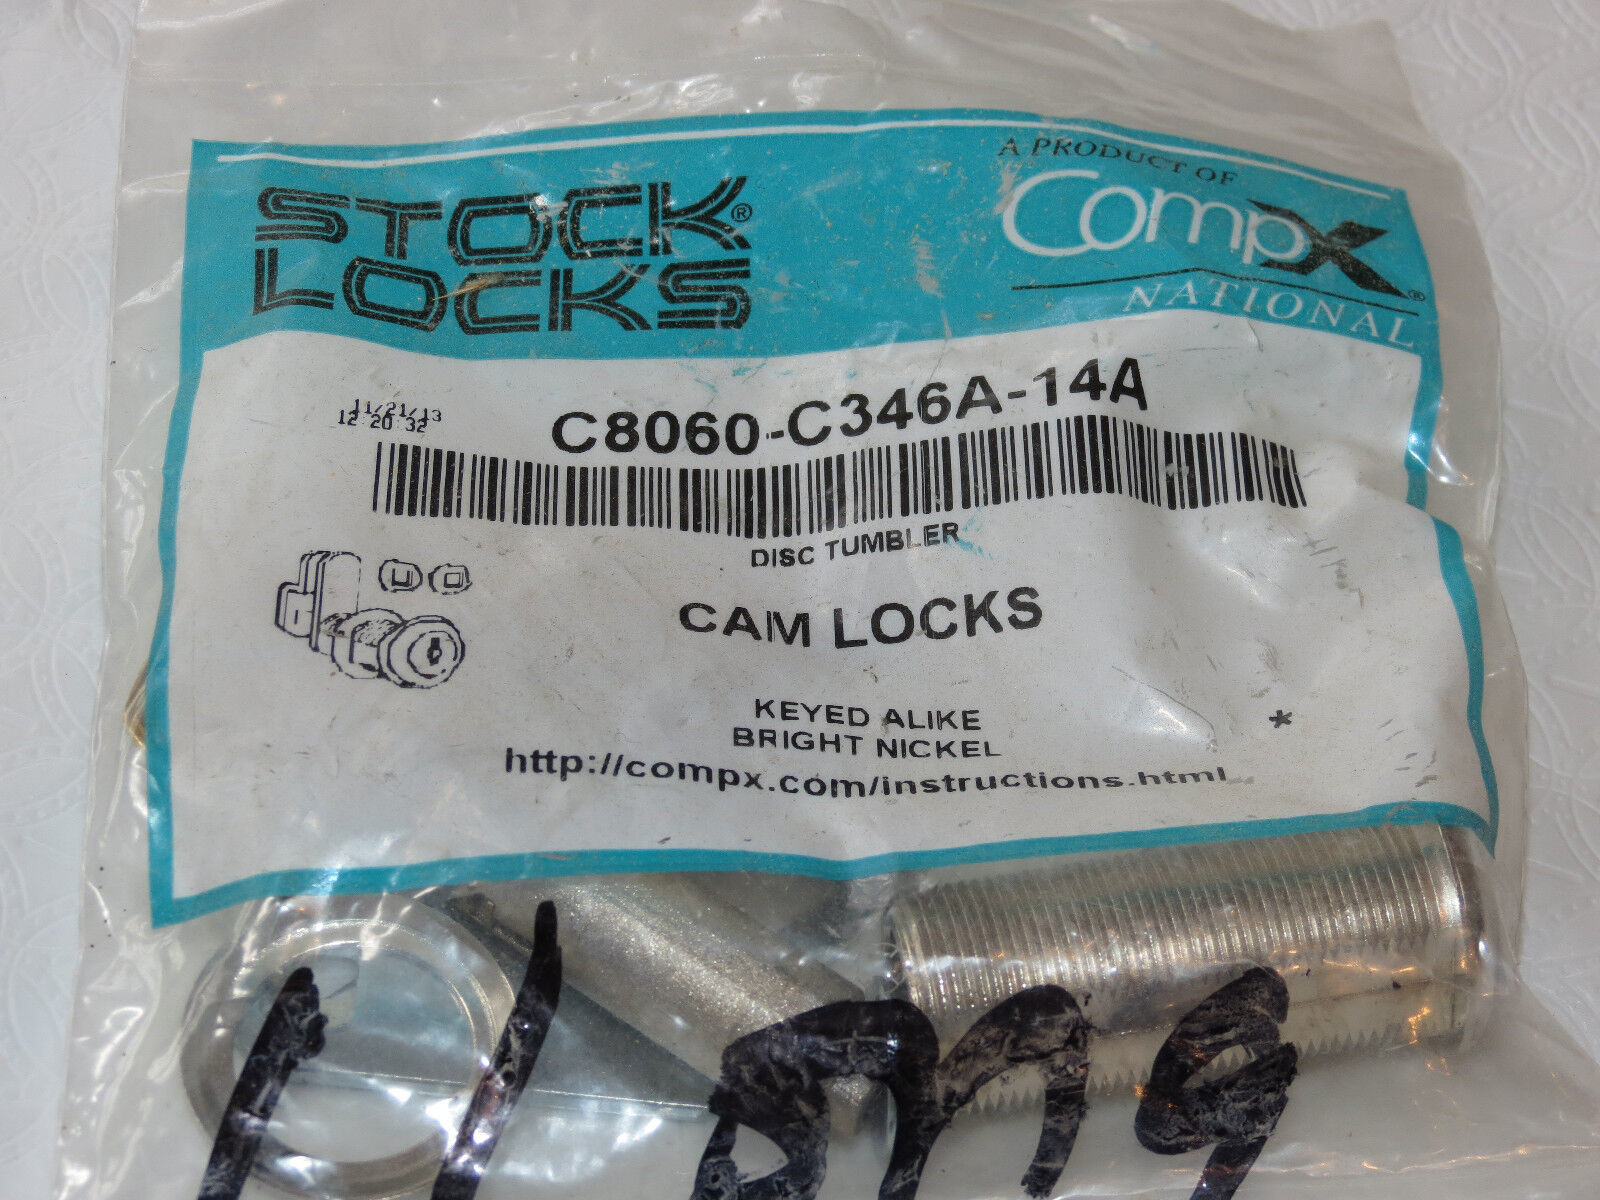 STOCK®
LOCKS
A PRODUCT OF
CompX®
NATIONAL
11/21/13
12 20 32
C8060-C346A-14A
DISC TUMBLER
CAM LOCKS
KEYED ALIKE
BRIGHT NICKEL
*
http://compx.com/instructions.html